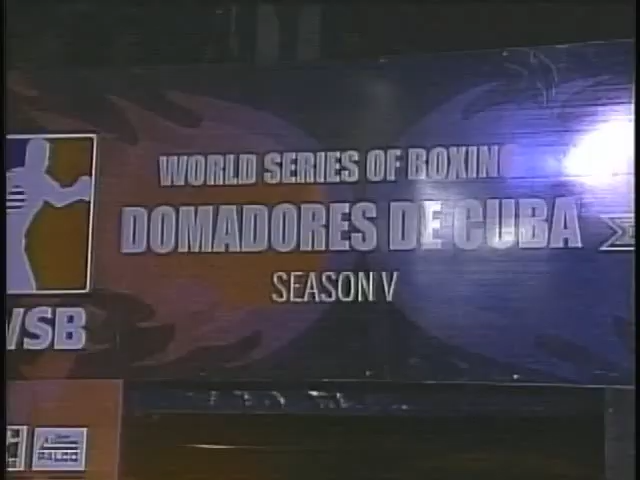 WORLD SERIES OF BOXING
DOMADORES DE CUBA
SEASON V
WSB